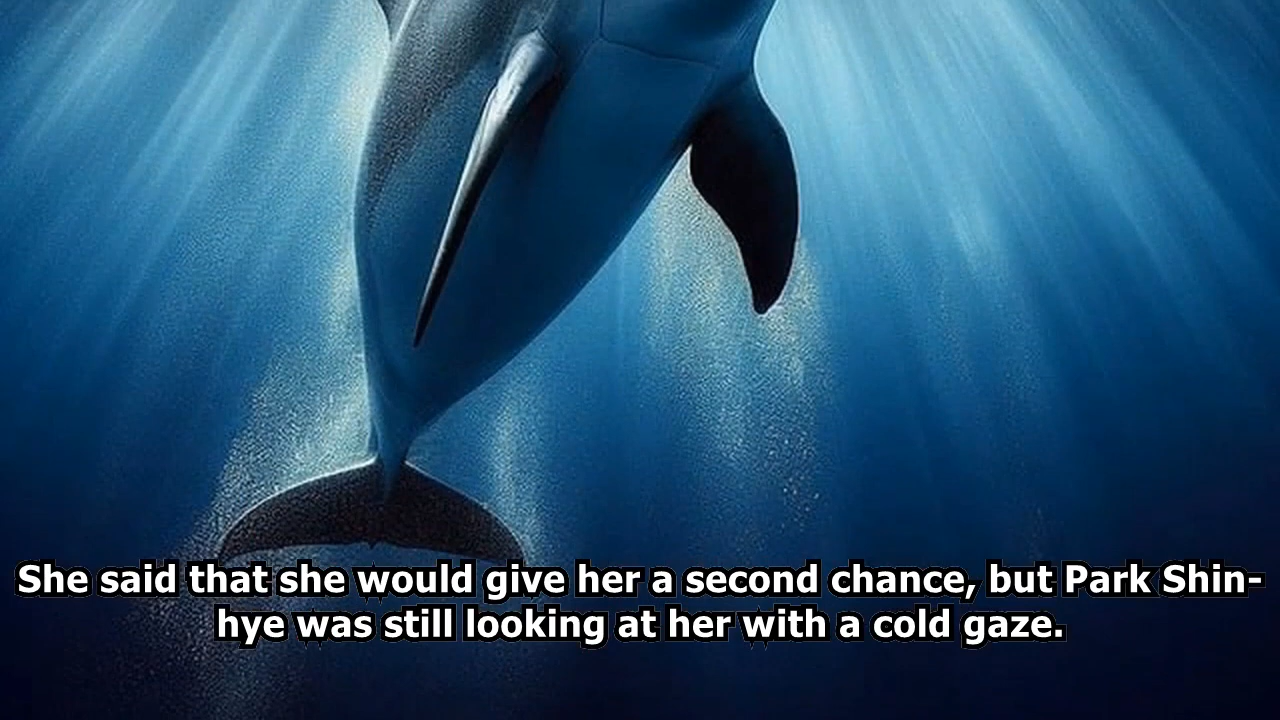 She said that she would give her a second chance, but Park Shin-
hye was still looking at her with a cold gaze.